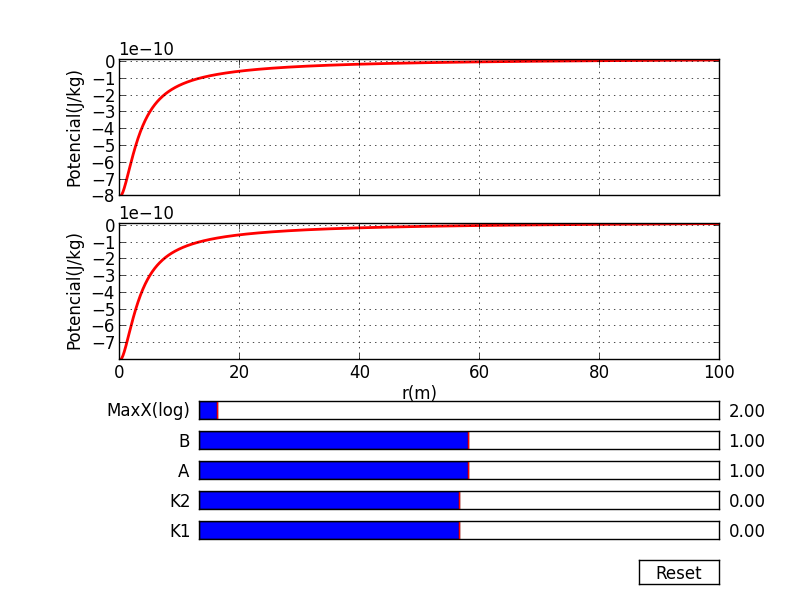 1e−10
Potencial(J/kg)
0
−1
−2
−3
−4
−5
−6
−7
−8
1e−10
Potencial(J/kg)
0
−1
−2
−3
−4
−5
−6
−7
0 20 40 60 80 100
r(m)
MaxX(log) 2.00
B 1.00
A 1.00
K2 0.00
K1 0.00
Reset